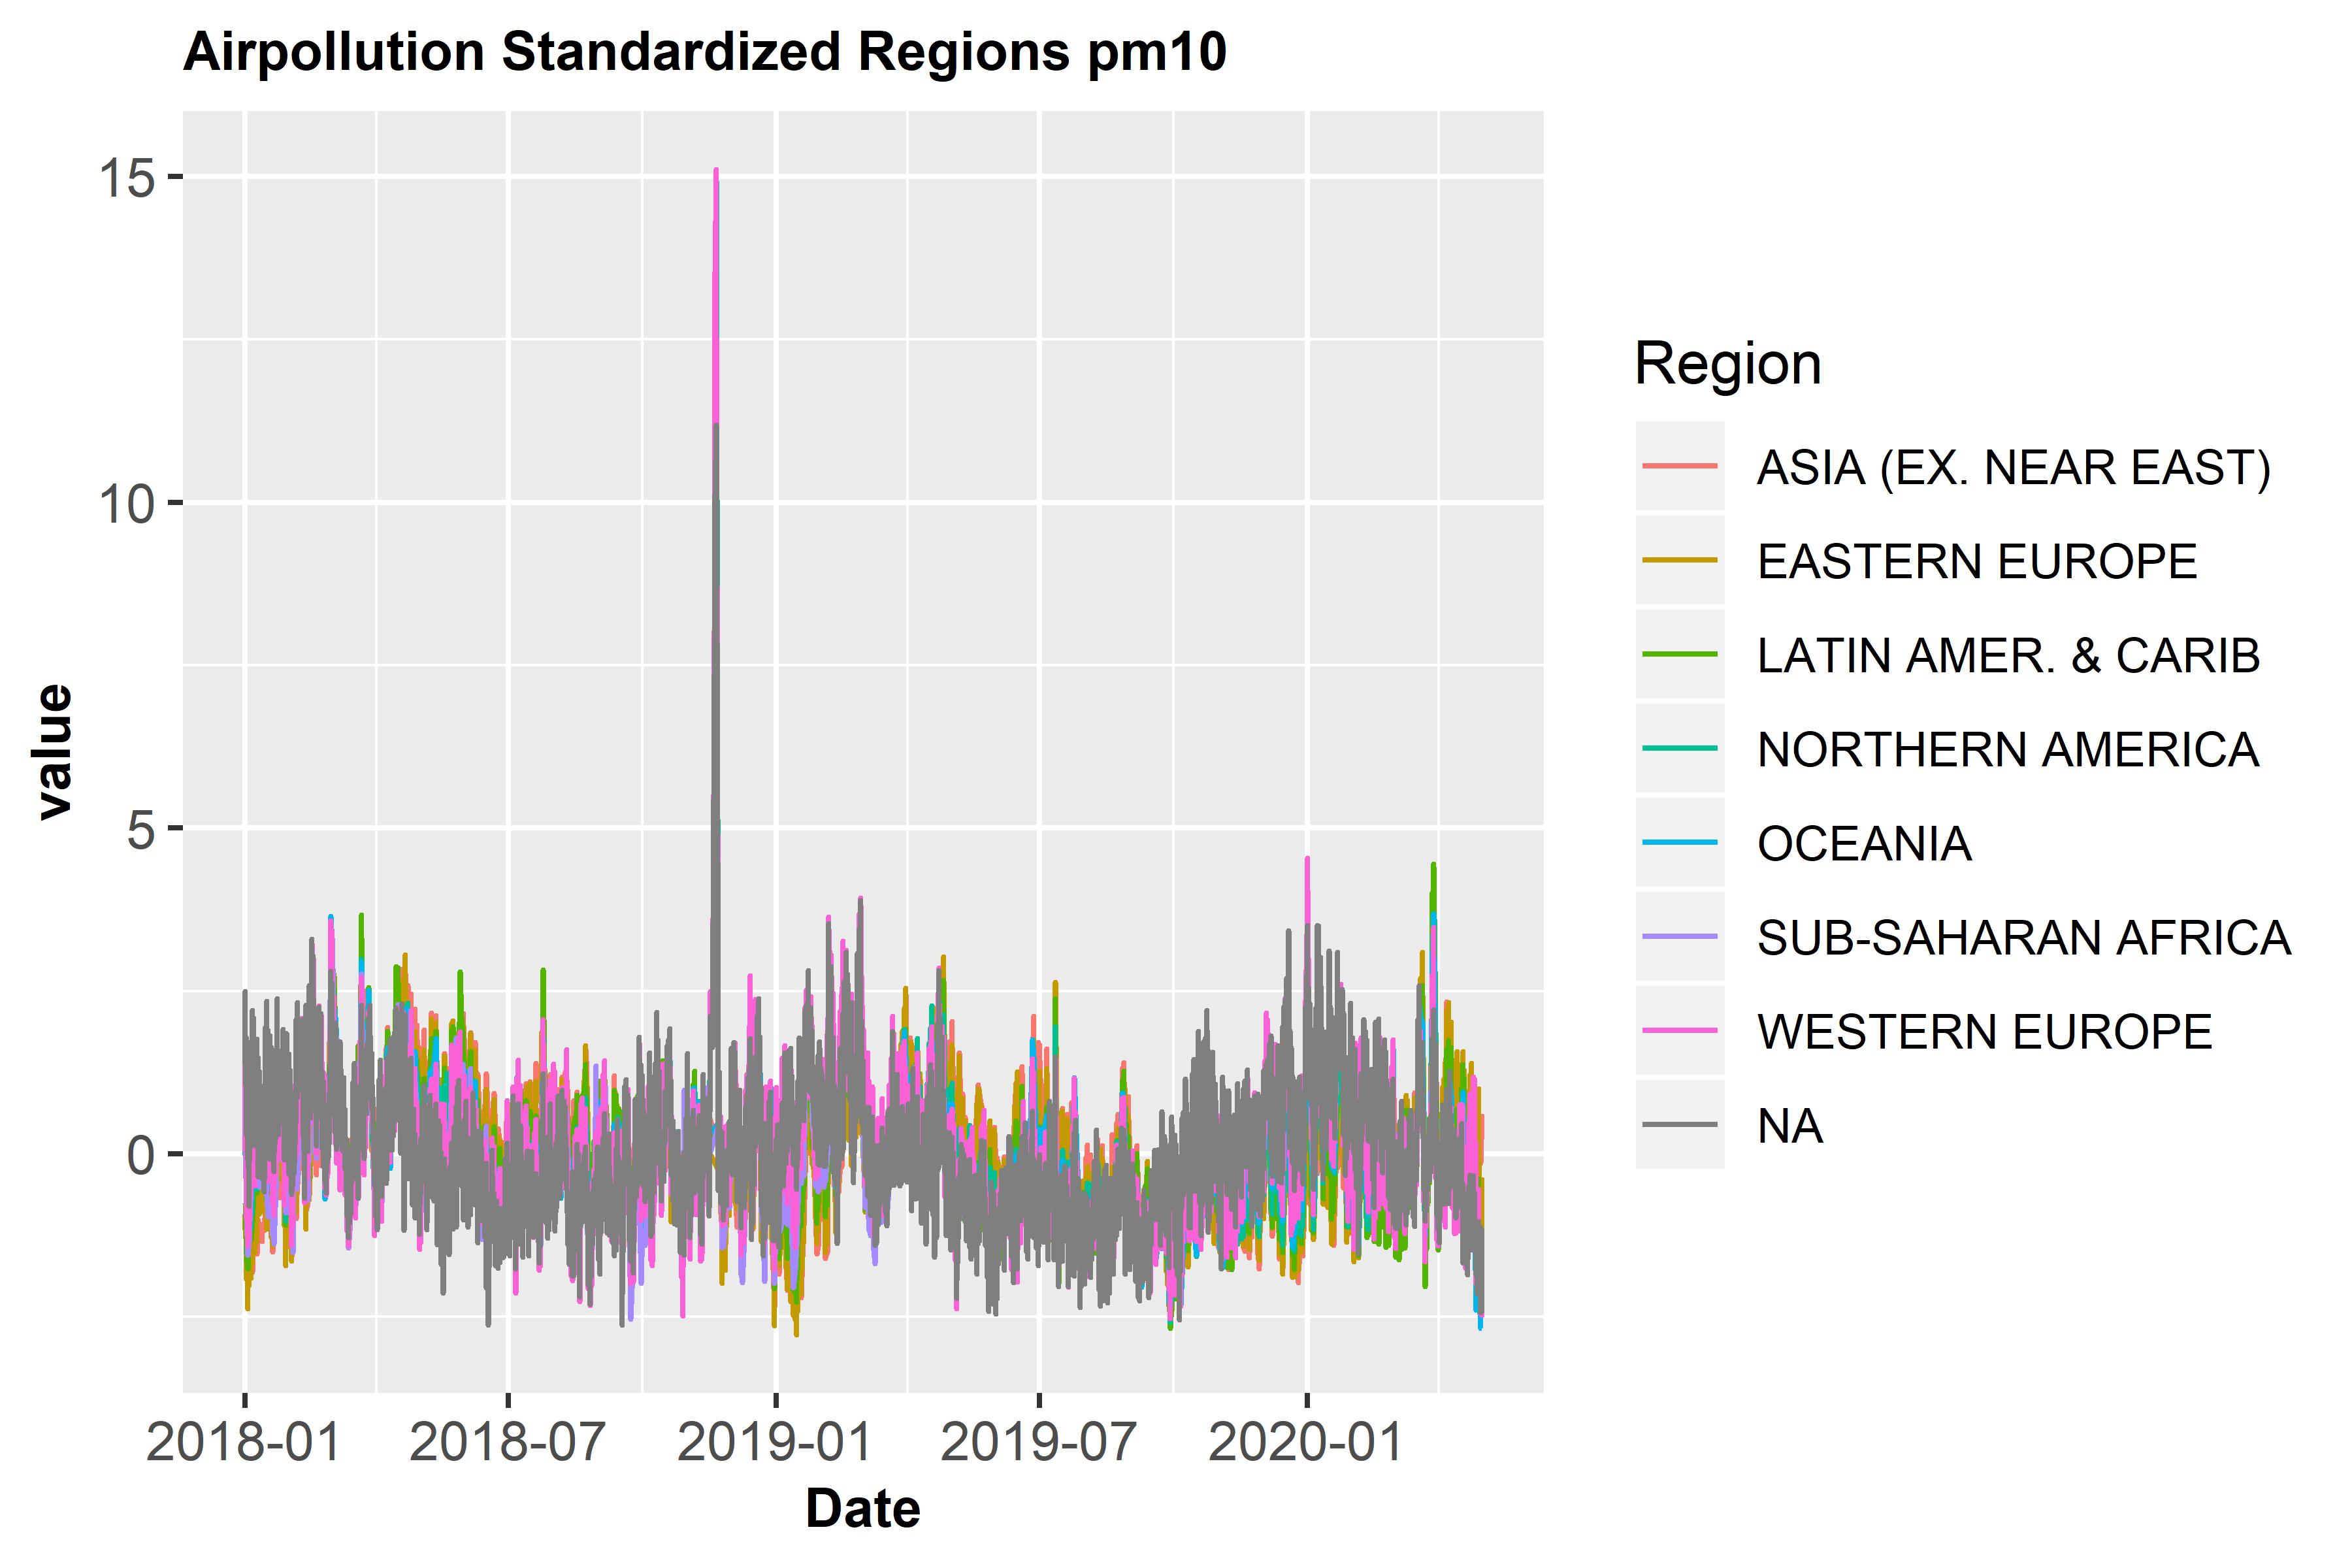 Airpollution Standardized Regions pm10
15
10
5
0
value
2018-01 2018-07 2019-01 2019-07 2020-01
Date
Region
ASIA (EX. NEAR EAST)
EASTERN EUROPE
LATIN AMER. & CARIB
NORTHERN AMERICA
OCEANIA
SUB-SAHARAN AFRICA
WESTERN EUROPE
NA